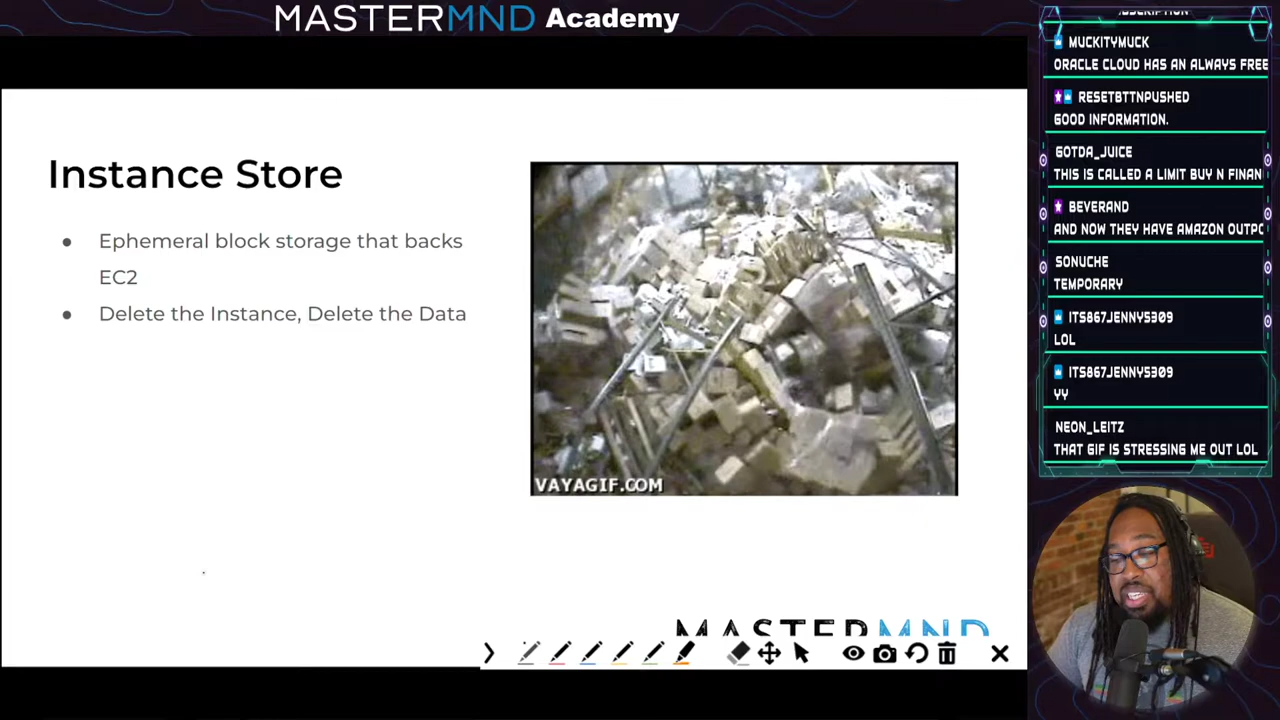 MASTERMND Academy
Instance Store
● Ephemeral block storage that backs
EC2
● Delete the Instance, Delete the Data
VAYAGIF.COM
MASTERMND
MUCKITYMUCK
ORACLE CLOUD HAS AN ALWAYS FREE
RESETBTTNPUSHED
GOOD INFORMATION.
GOTDA_JUICE
THIS IS CALLED A LIMIT BUY N FINAN
BEVERAND
AND NOW THEY HAVE AMAZON OUTPO
SONUCHE
TEMPORARY
ITS867JENNY5309
LOL
ITS867JENNY5309
YY
NEON_LEITZ
THAT GIF IS STRESSING ME OUT LOL